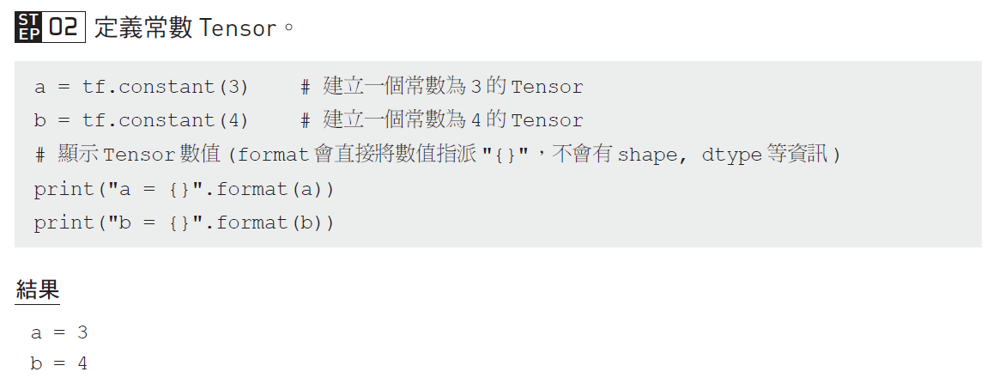 STEP 02 定義常數 Tensor。
a = tf.constant(3)    # 建立一個常數為 3 的 Tensor
b = tf.constant(4)    # 建立一個常數為 4 的 Tensor
# 顯示 Tensor 數值 (format 會直接將數值指派 "{}"，不會有 shape, dtype 等資訊)
print("a = {}".format(a))
print("b = {}".format(b))
結果
a = 3
b = 4